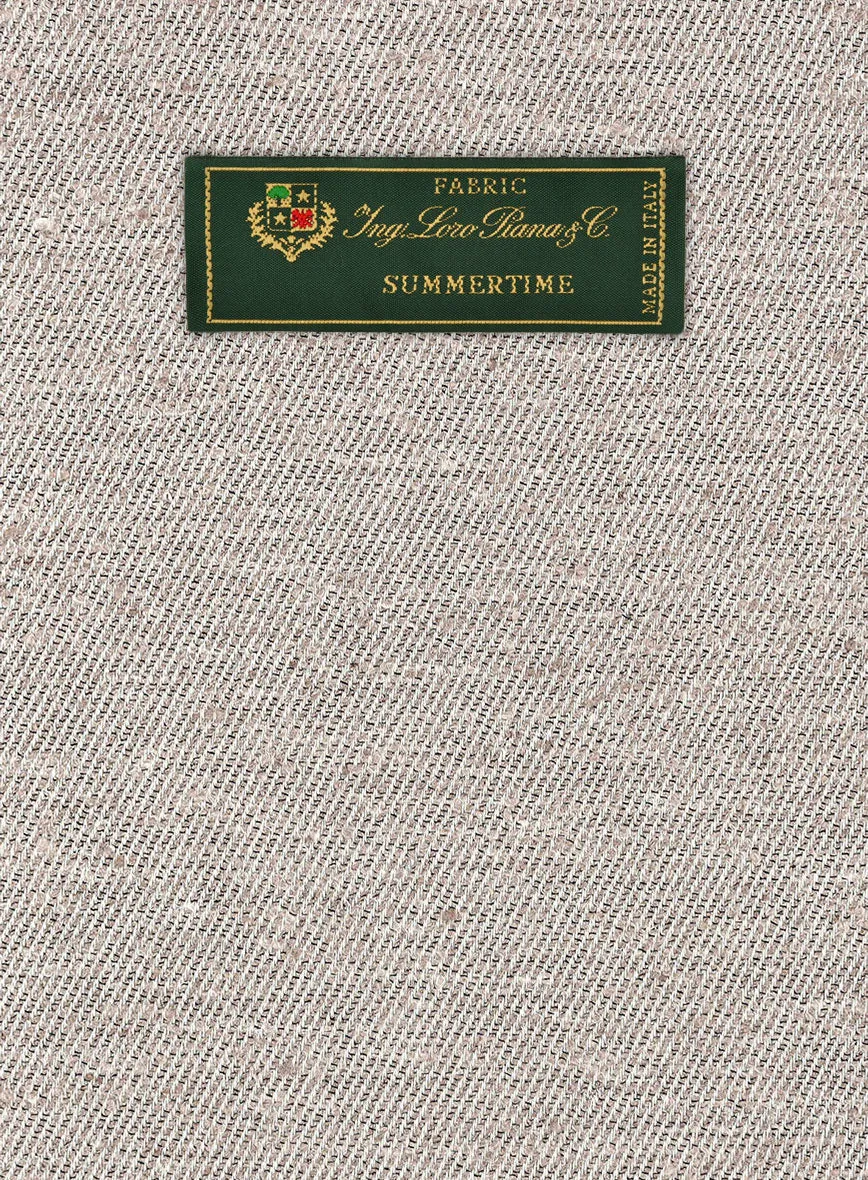 FABRIC
Ing. Loro Piana & C.
SUMMERTIME
MADE IN ITALY